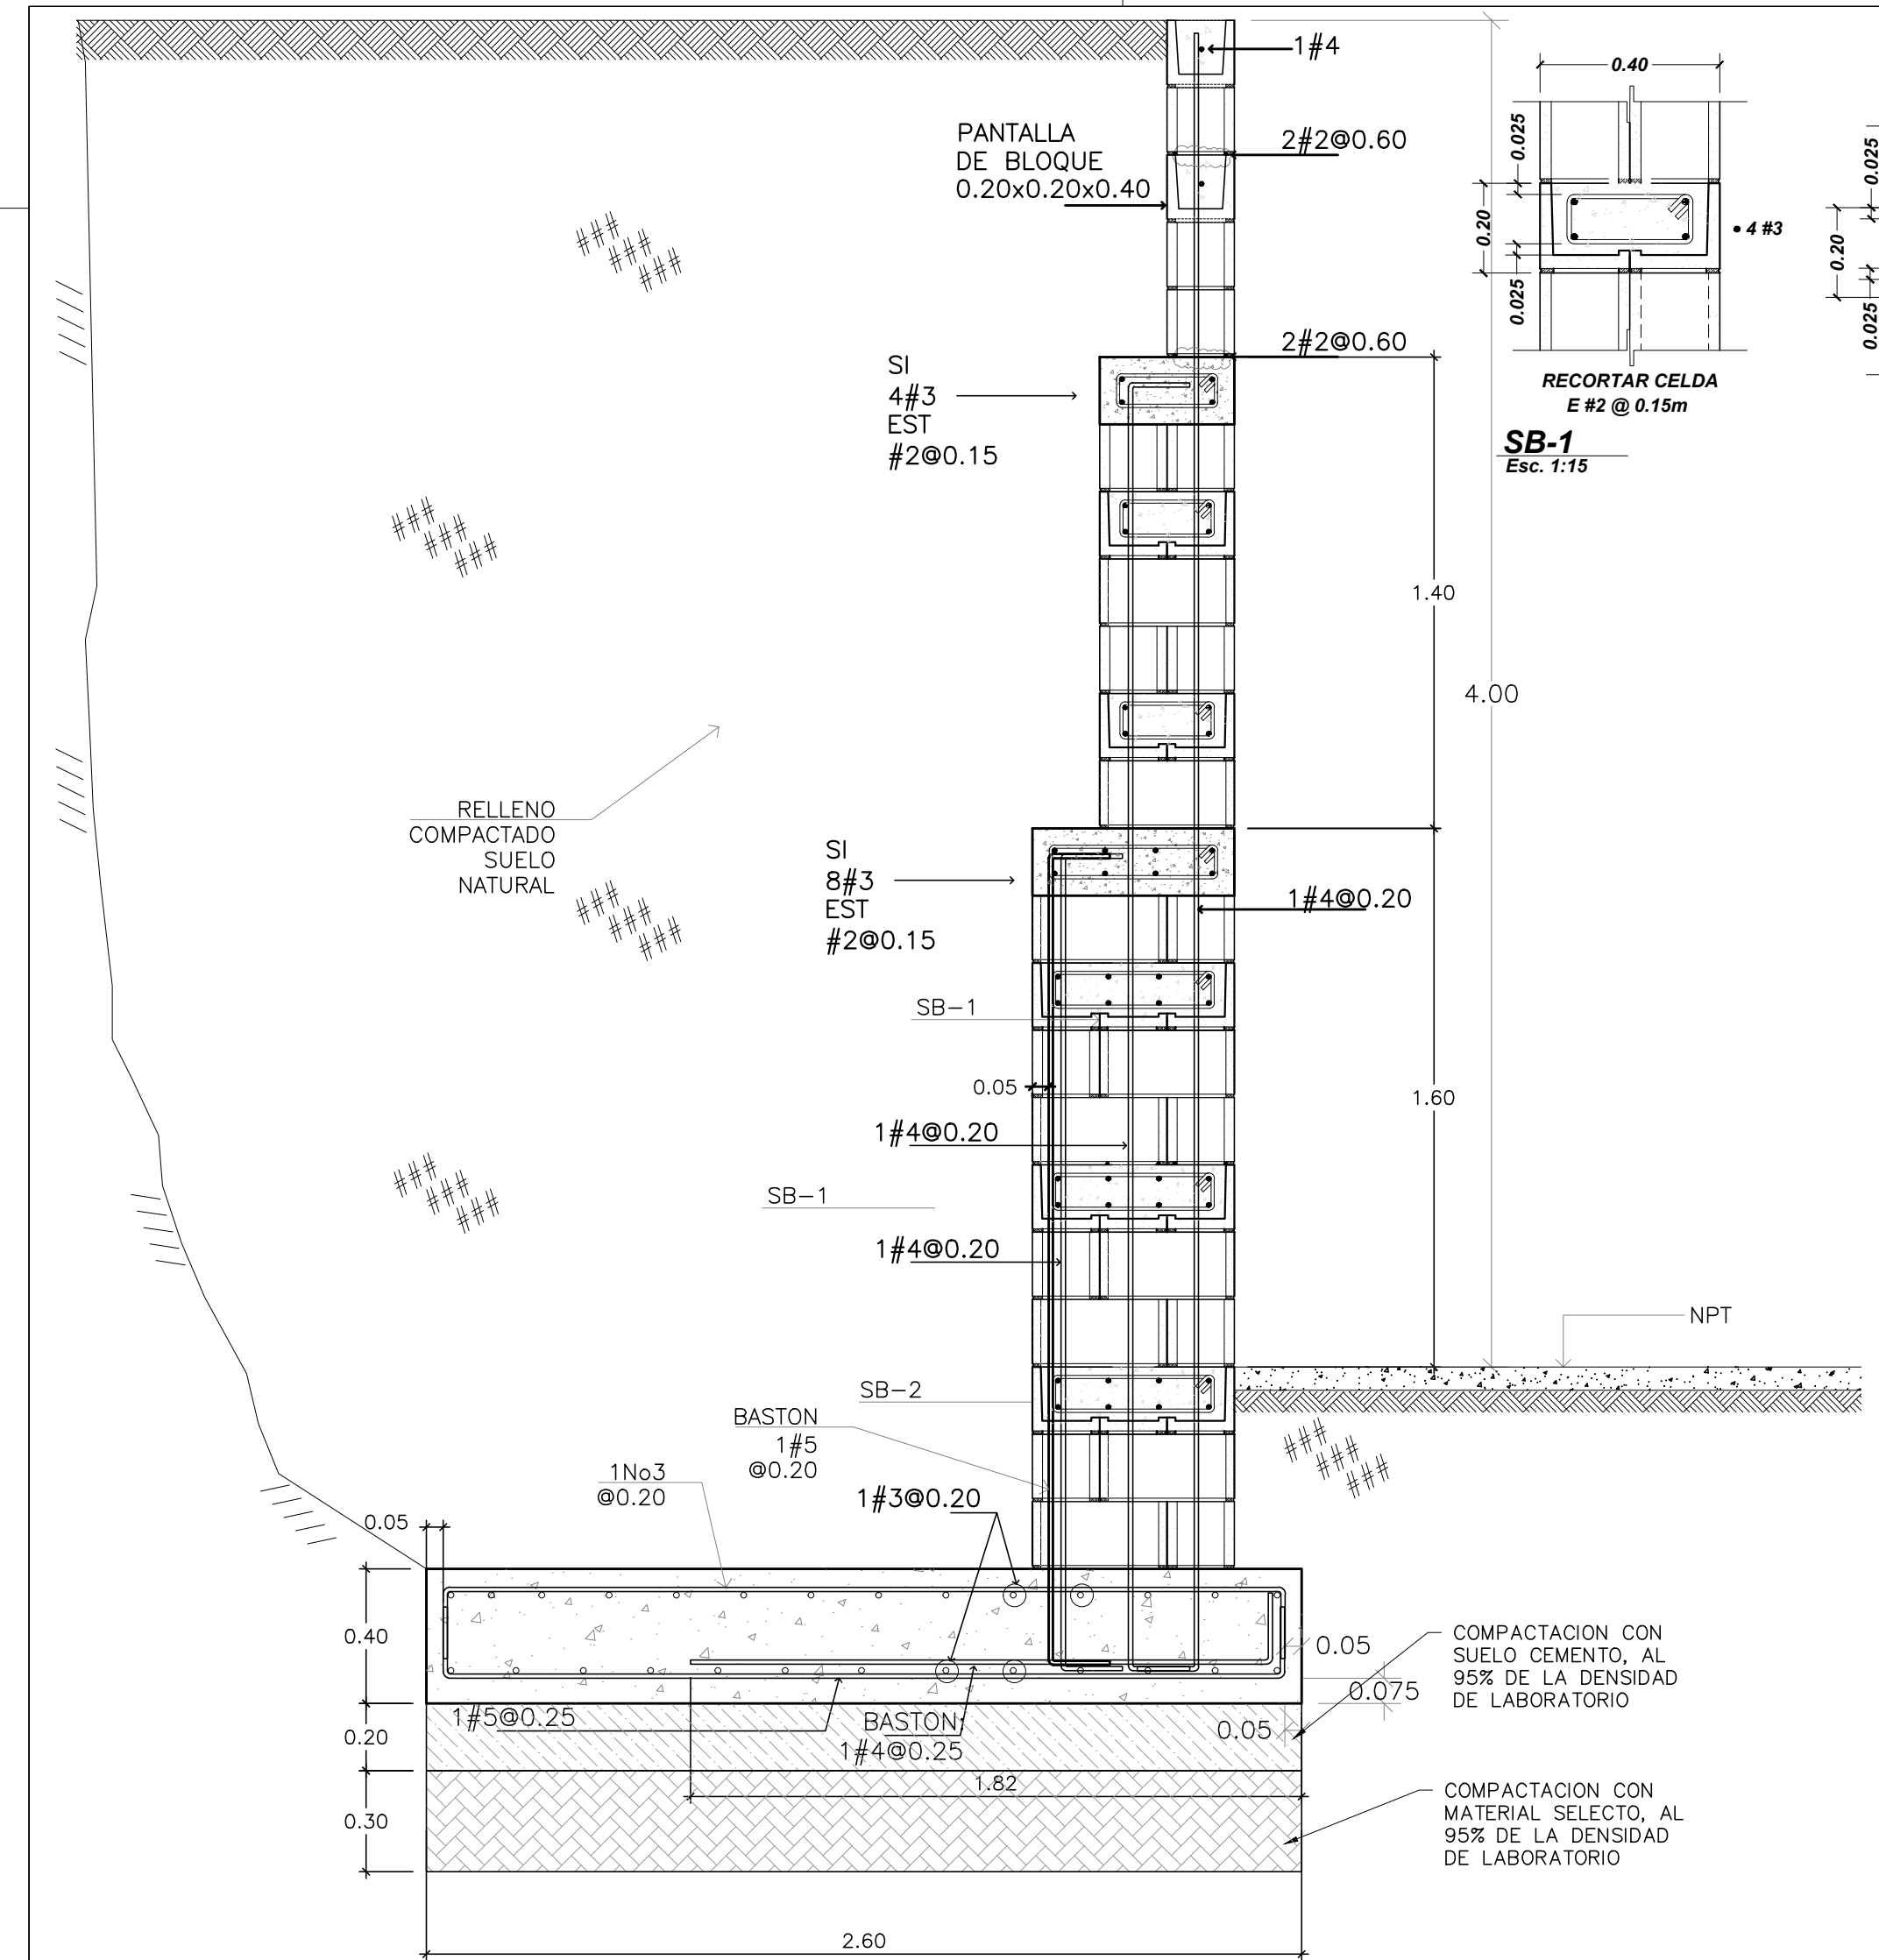 1#4
0.40
PANTALLA
DE BLOQUE
0.20x0.20x0.40
2#2@0.60
0.025
0.20
0.025
4 #3
0.025
0.20
0.025
2#2@0.60
RECORTAR CELDA
E #2 @ 0.15m
SB-1
Esc. 1:15
SI
4#3
EST
#2@0.15
1.40
4.00
RELLENO
COMPACTADO
SUELO
NATURAL
SI
8#3
EST
#2@0.15
1#4@0.20
SB-1
0.05
1.60
1#4@0.20
SB-1
1#4@0.20
NPT
SB-2
BASTON
1#5
@0.20
1No3
@0.20
1#3@0.20
0.05
0.40
0.05
0.075
COMPACTACION CON
SUELO CEMENTO, AL
95% DE LA DENSIDAD
DE LABORATORIO
1#5@0.25
BASTON:
1#4@0.25
0.05
0.20
1.82
0.30
COMPACTACION CON
MATERIAL SELECTO, AL
95% DE LA DENSIDAD
DE LABORATORIO
2.60